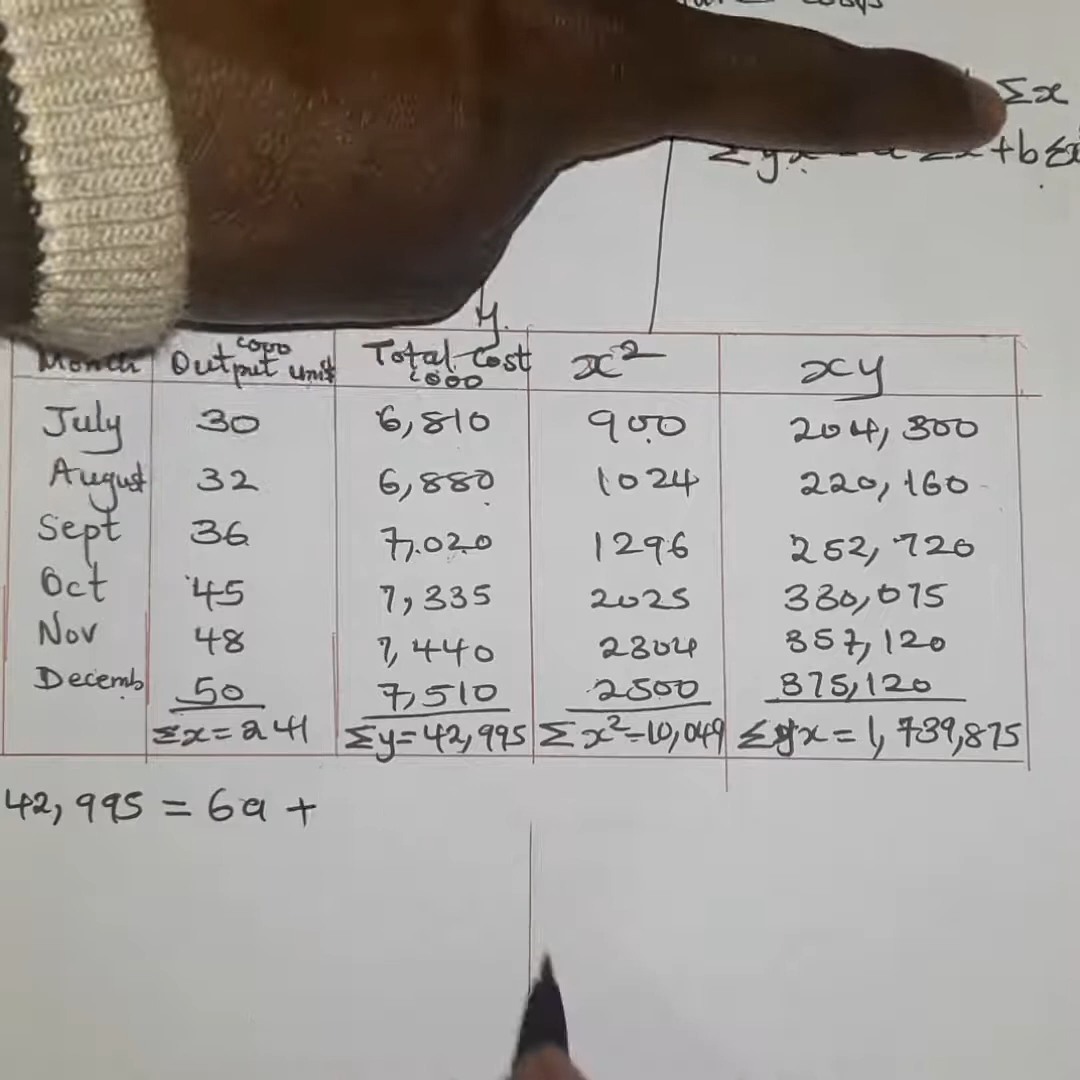 Σx
+b Σx
y
Month Output unit '000 Total Cost '000 x² xy
July 30 6,810 900 204,300
August 32 6,880 1024 220,160
Sept 36 7,020 1296 252,720
Oct 45 7,335 2025 330,075
Nov 48 7,440 2304 357,120
Decemb 50 7,510 2500 375,120
Σx=241 Σy=42,995 Σx²=10,049 Σyx=1,739,875
42,995 = 6a +